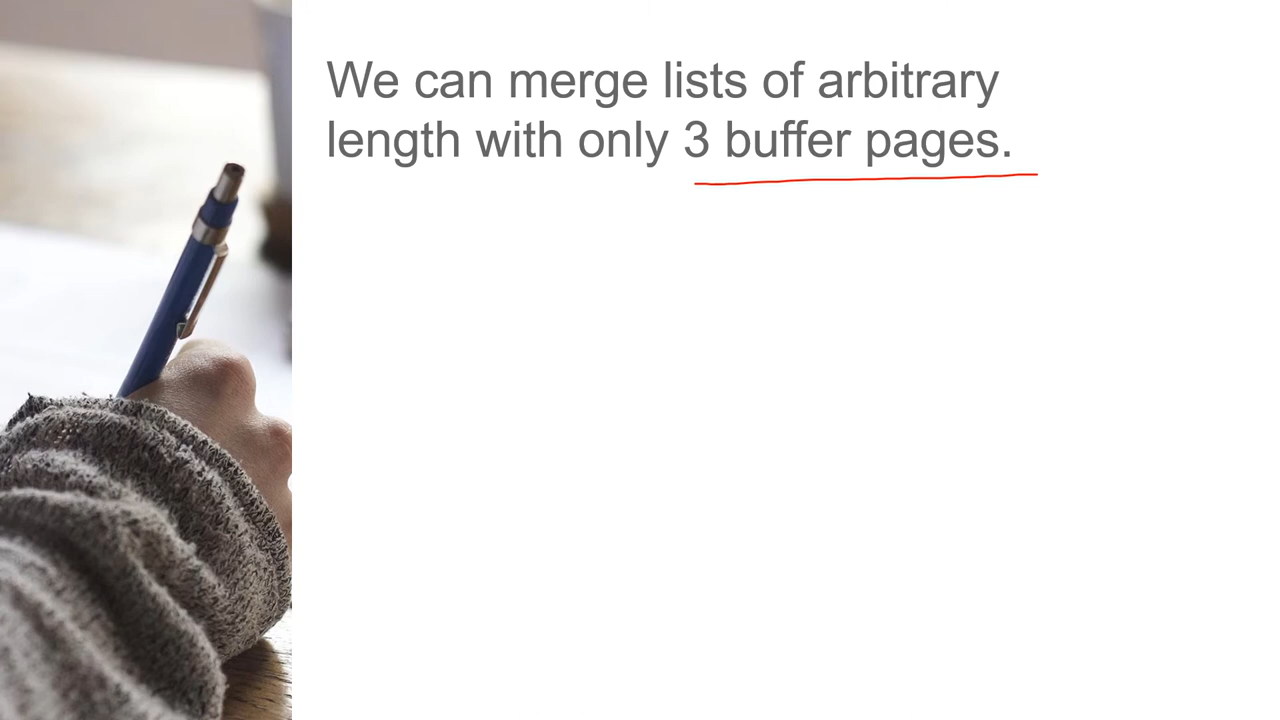 We can merge lists of arbitrary
length with only 3 buffer pages.